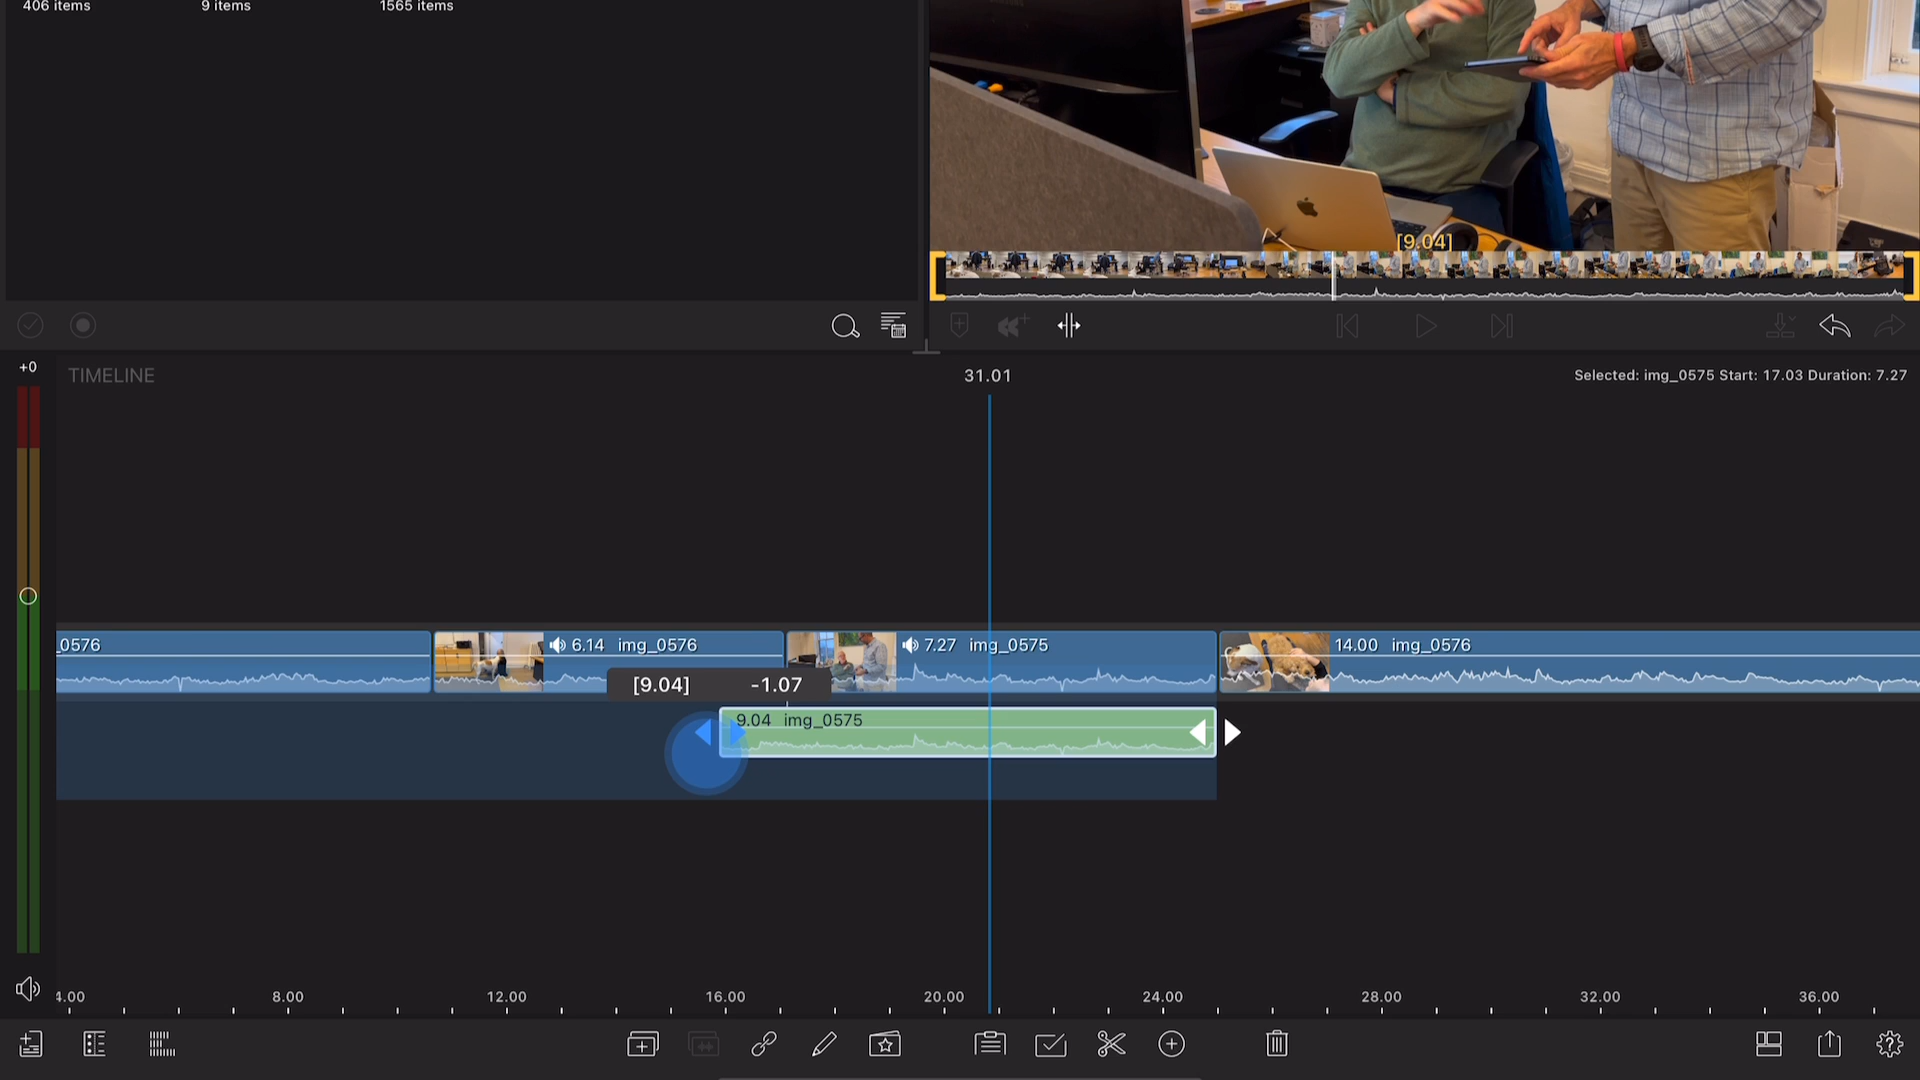 406 items 9 items 1565 items
[9.04]
+0 TIMELINE 31.01 Selected: img_0575 Start: 17.03 Duration: 7.27
_0576 6.14 img_0576 7.27 img_0575 14.00 img_0576
[9.04] -1.07
9.04 img_0575
4.00 8.00 12.00 16.00 20.00 24.00 28.00 32.00 36.00